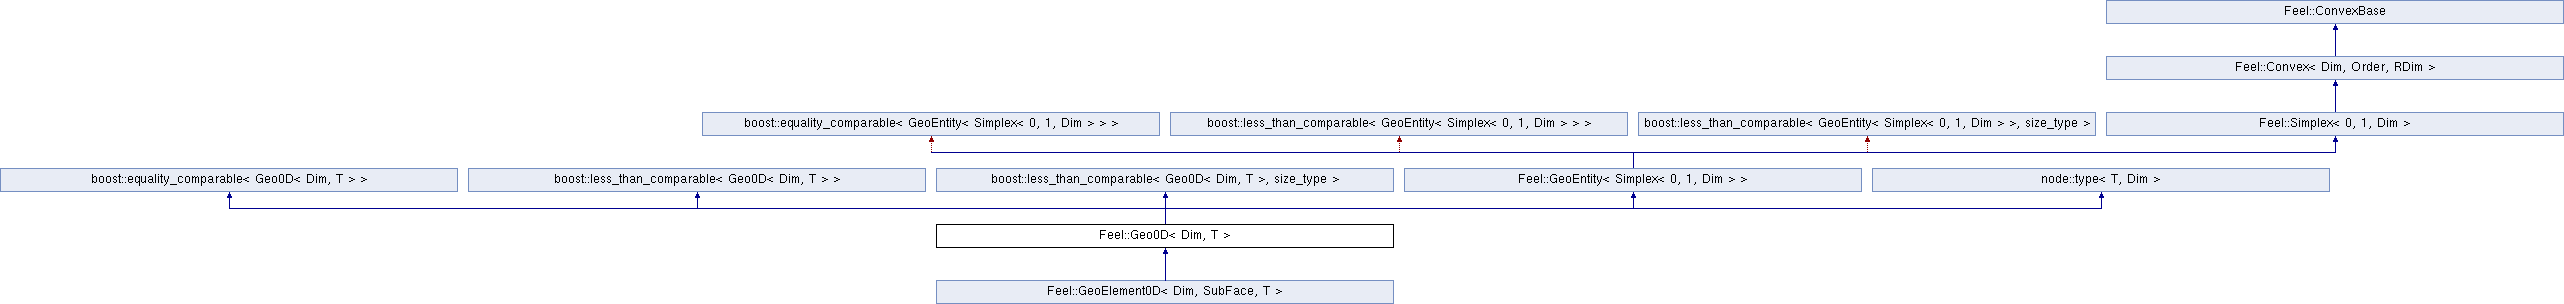 Feel::ConvexBase
Feel::Convex< Dim, Order, RDim >
boost::equality_comparable< GeoEntity< Simplex< 0, 1, Dim > > >
boost::less_than_comparable< GeoEntity< Simplex< 0, 1, Dim > > >
boost::less_than_comparable< GeoEntity< Simplex< 0, 1, Dim > >, size_type >
Feel::Simplex< 0, 1, Dim >
boost::equality_comparable< Geo0D< Dim, T > >
boost::less_than_comparable< Geo0D< Dim, T > >
boost::less_than_comparable< Geo0D< Dim, T >, size_type >
Feel::GeoEntity< Simplex< 0, 1, Dim > >
node::type< T, Dim >
Feel::Geo0D< Dim, T >
Feel::GeoElement0D< Dim, SubFace, T >